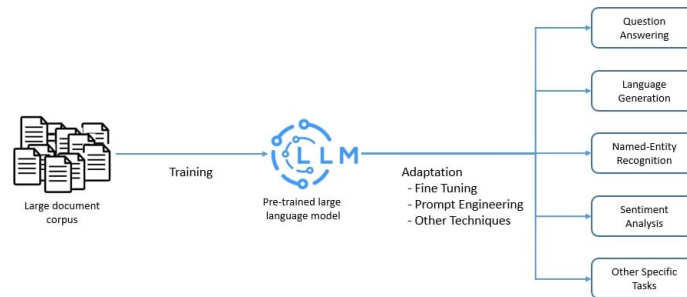 Large document
corpus
Training
LLM
Pre-trained large
language model
Adaptation
- Fine Tuning
- Prompt Engineering
- Other Techniques
Question
Answering
Language
Generation
Named-Entity
Recognition
Sentiment
Analysis
Other Specific
Tasks